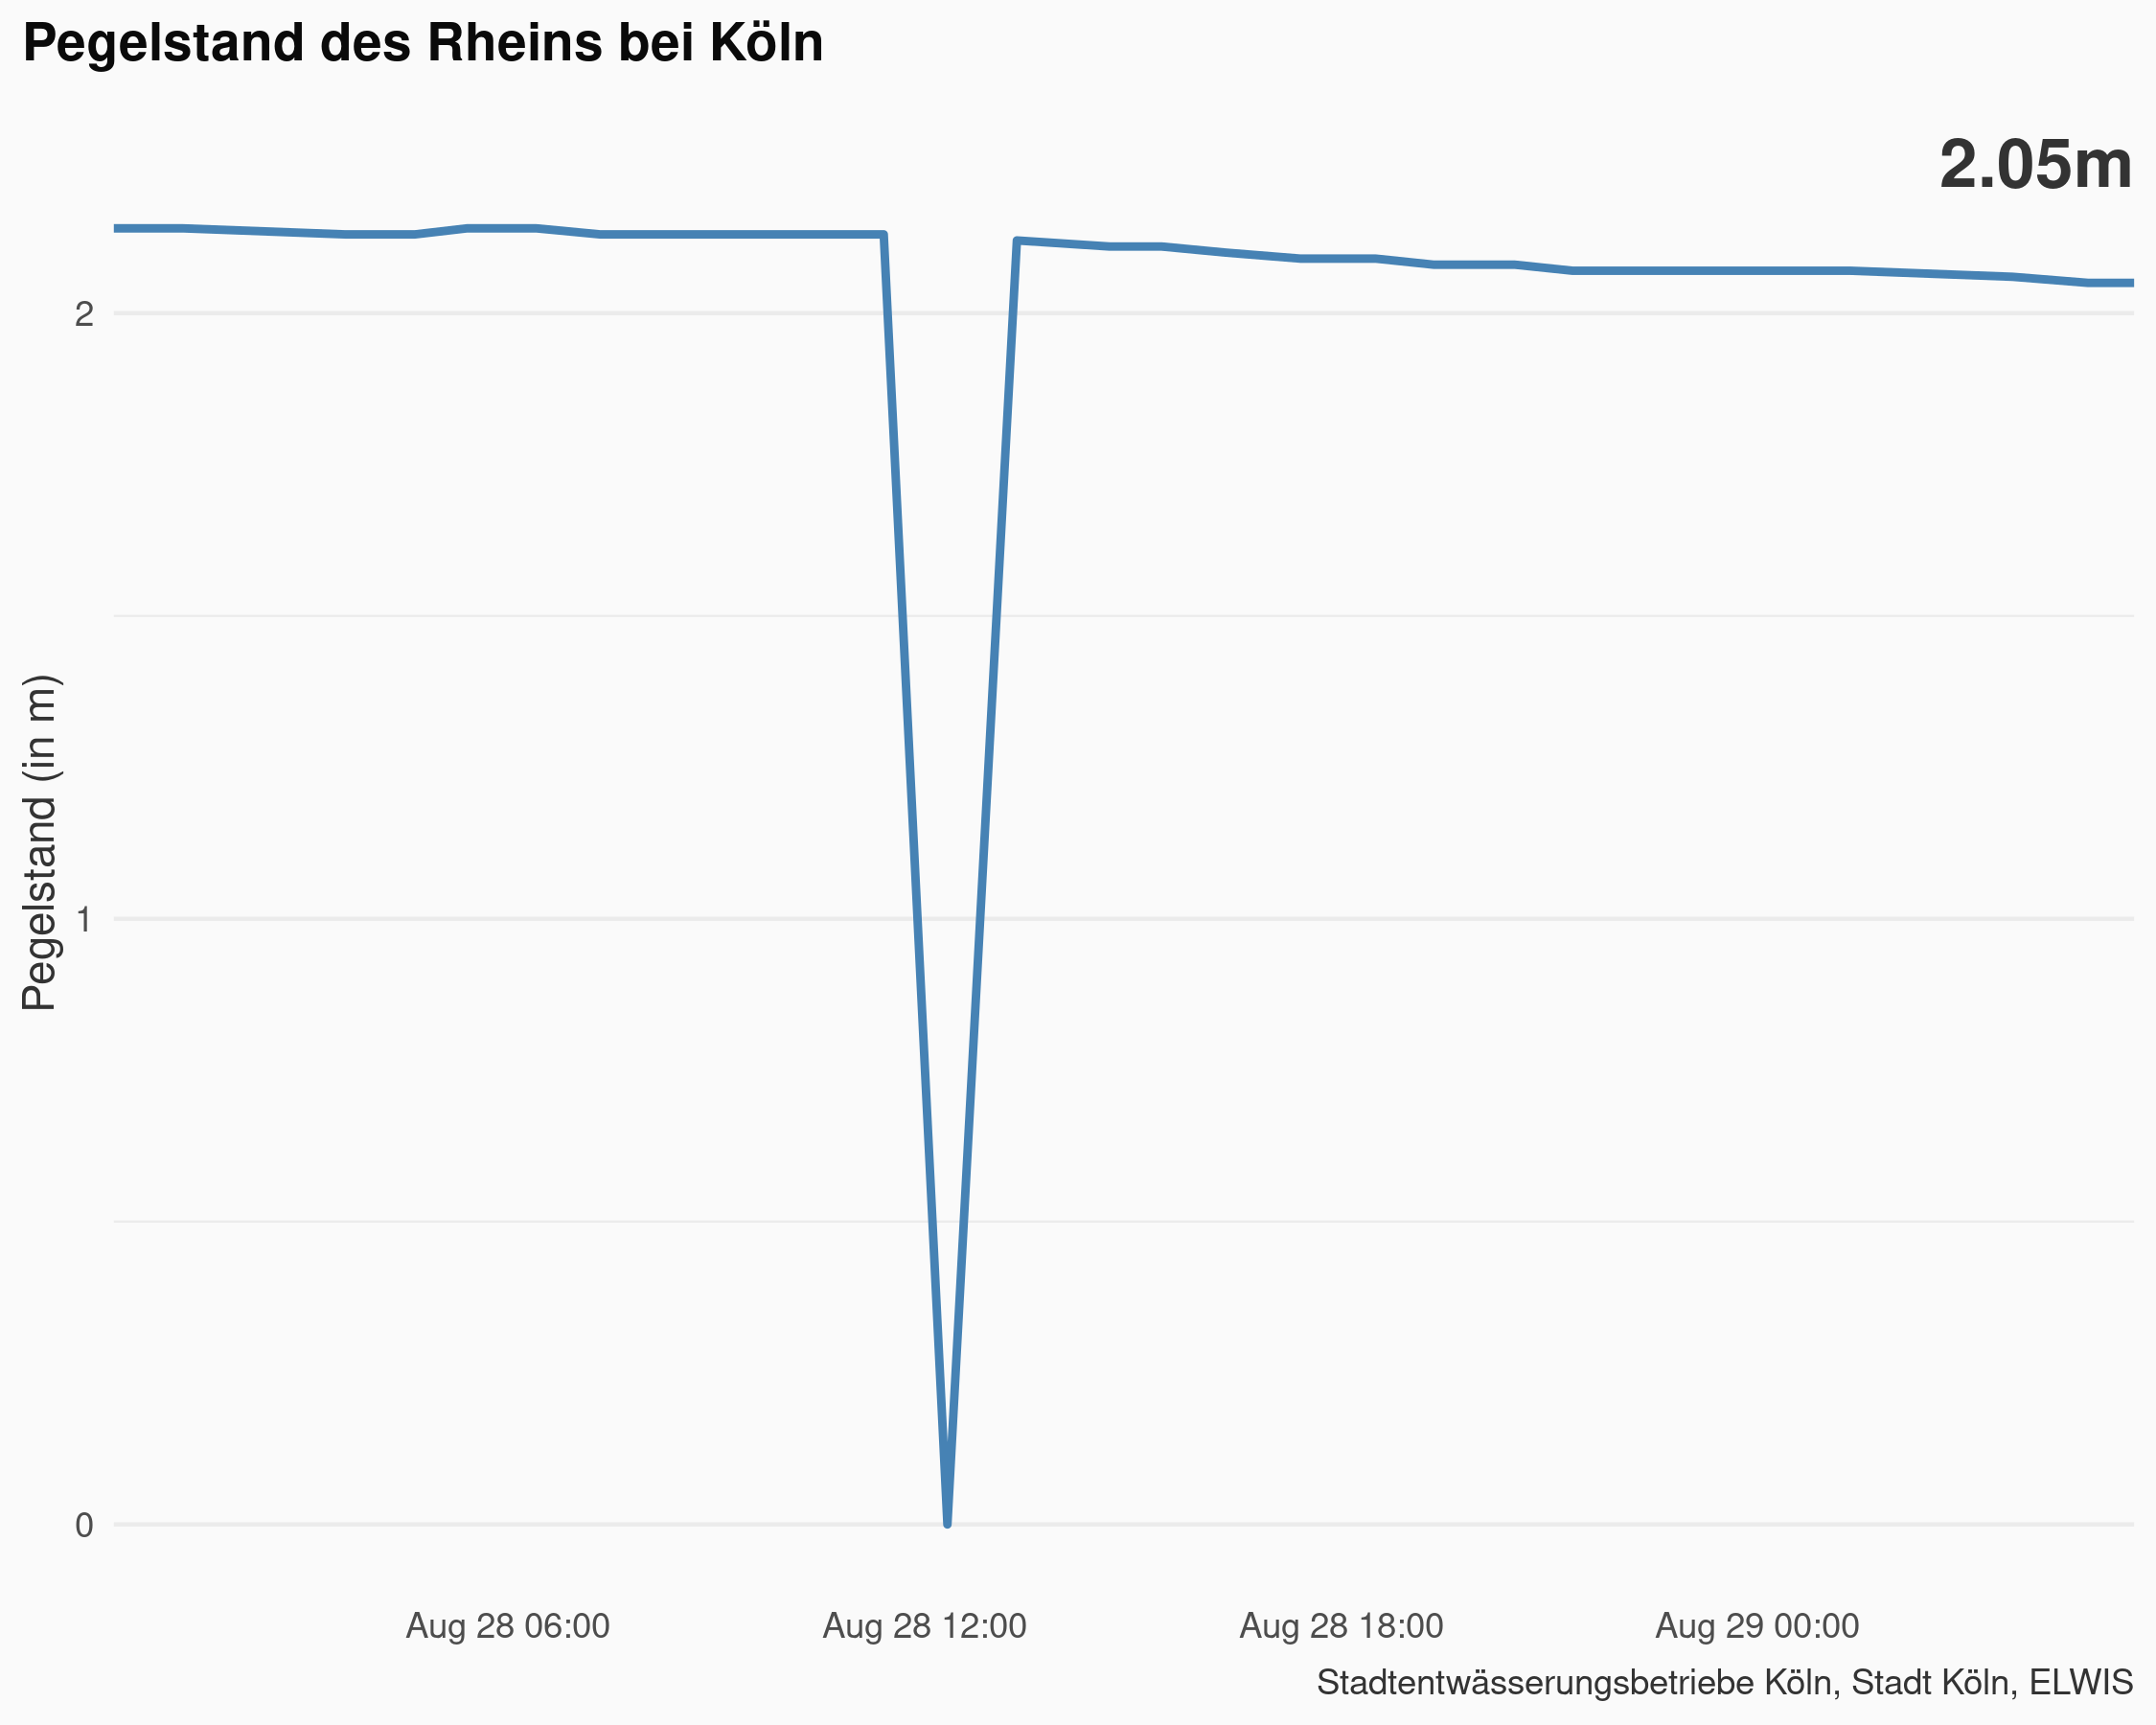 Pegelstand des Rheins bei Köln
2.05m
Pegelstand (in m)
2
1
0
Aug 28 06:00
Aug 28 12:00
Aug 28 18:00
Aug 29 00:00
Stadtentwässerungsbetriebe Köln, Stadt Köln, ELWIS